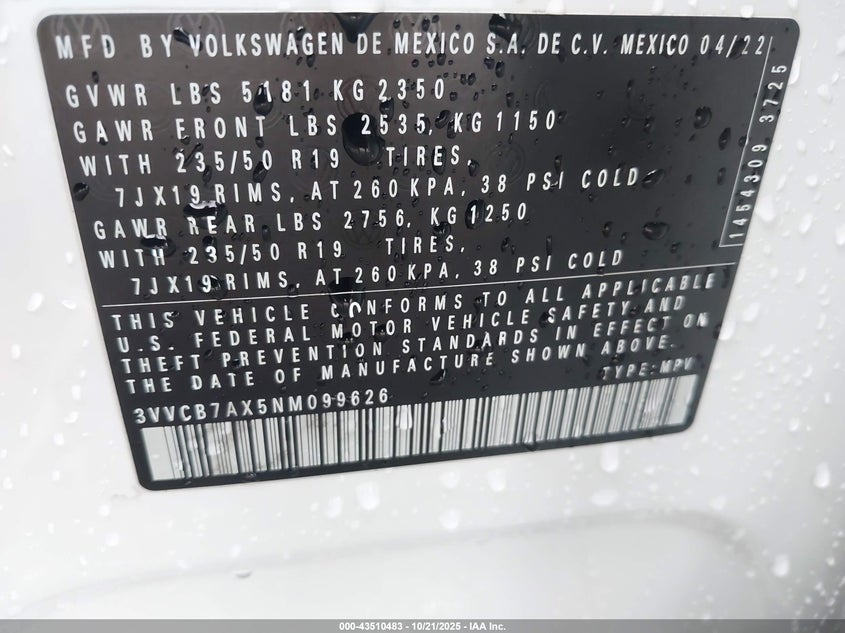 MFD BY VOLKSWAGEN DE MEXICO S.A. DE C.V. MEXICO 04/22
GVWR LBS 5181 KG 2350
GAWR FRONT LBS 2535, KG 1150
WITH 235/50 R19 TIRES,
7JX19 RIMS, AT 260 KPA, 38 PSI COLD
GAWR REAR LBS 2756, KG 1250
WITH 235/50 R19 TIRES,
7JX19 RIMS, AT 260 KPA, 38 PSI COLD
1454309 3725
THIS VEHICLE CONFORMS TO ALL APPLICABLE
U.S. FEDERAL MOTOR VEHICLE SAFETY AND
THEFT PREVENTION STANDARDS IN EFFECT ON
THE DATE OF MANUFACTURE SHOWN ABOVE.
TYPE: MPV
3VVCB7AX5NM099626
000-43510483 - 10/21/2025 - IAA Inc.